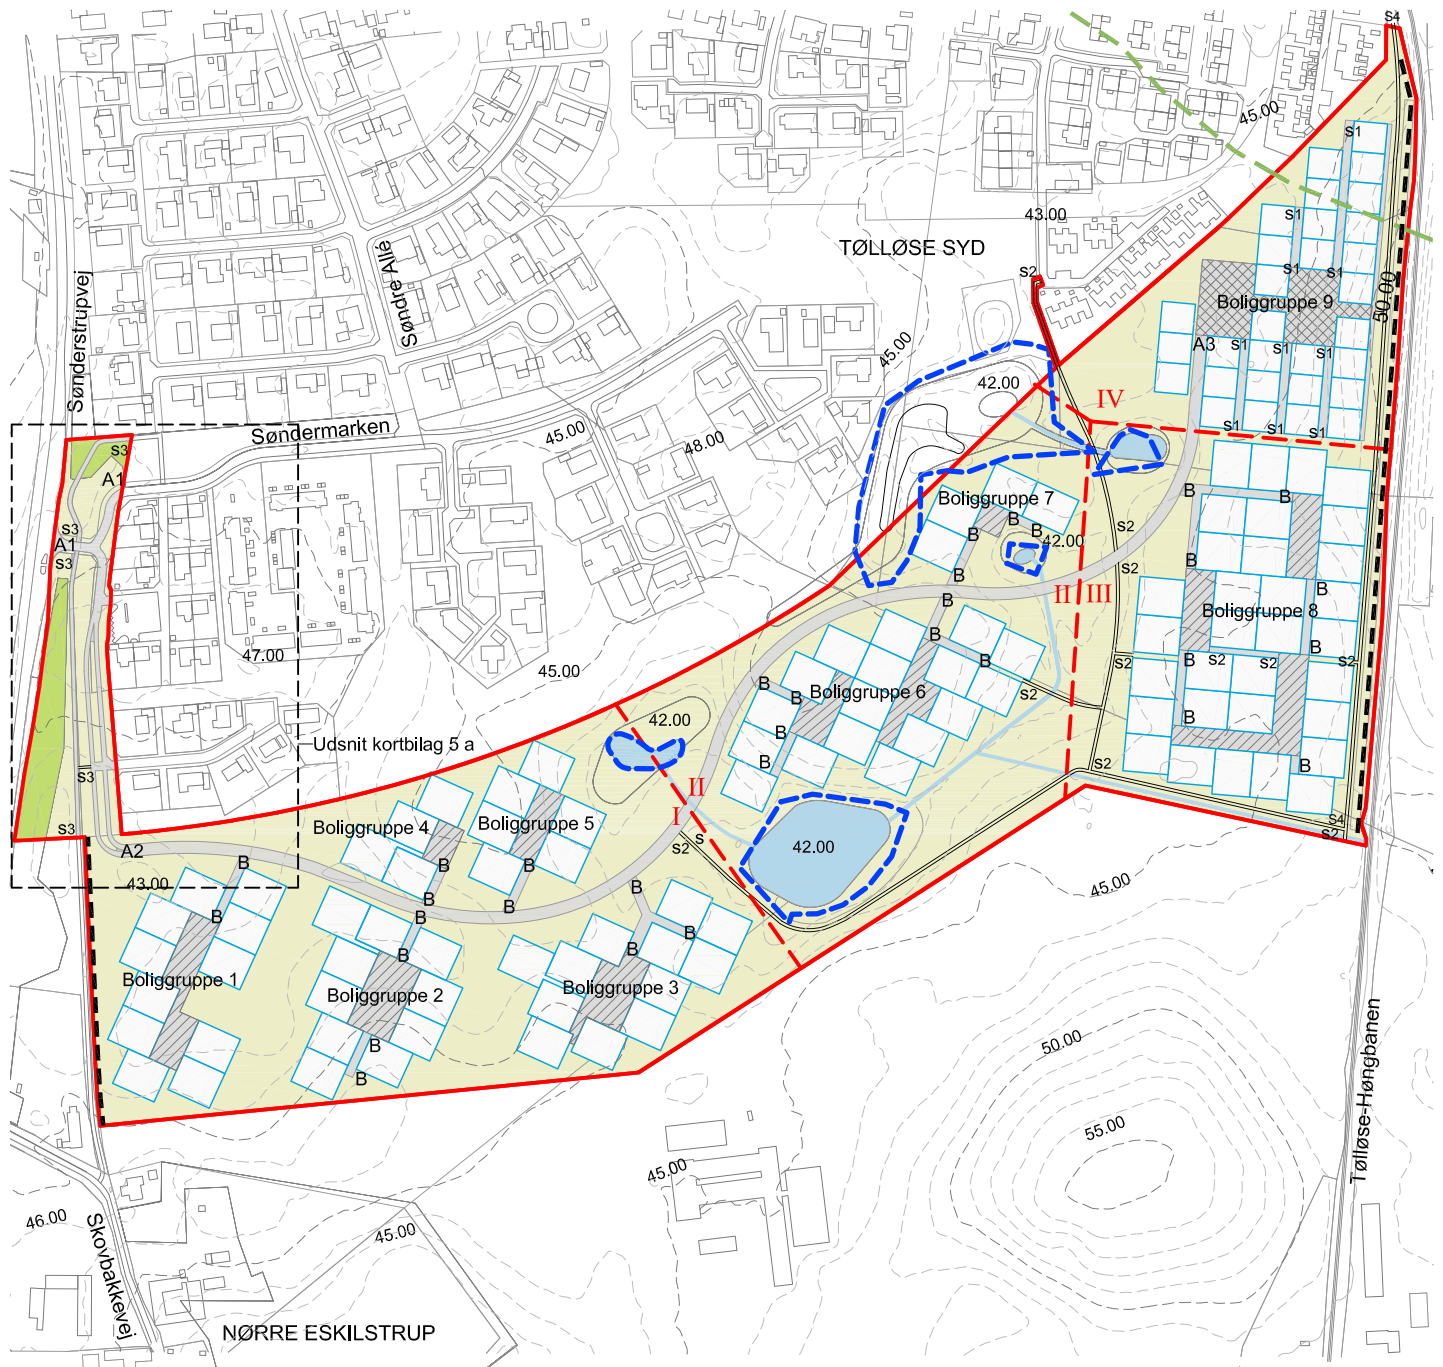 S4
45.00
S1
43.00
TØLLØSE SYD
S1
S2
S1
S1
Boliggruppe 9
50.00
Sønderstrupvej
Søndre Allé
45.00
A3
S1
S1
S1
42.00
IV
S1
S1
S1
Søndermarken
45.00
48.00
S3
A1
Boliggruppe 7
B
B
B
B
B
S3
A1
S3
42.00
S2
S2
B
B
B
II
III
B
Boliggruppe 8
B
B
47.00
45.00
B
B
B
B
S2
B
S2
S2
S2
Boliggruppe 6
S2
42.00
B
B
B
Udsnit kortbilag 5 a
S3
B
S2
B
II
I
S3
Boliggruppe 4
Boliggruppe 5
S
S2
42.00
S4
S2
A2
B
B
B
43.00
B
B
B
B
45.00
B
B
B
B
Boliggruppe 1
Boliggruppe 2
Boliggruppe 3
B
B
50.00
Tølløse-Høngbanen
55.00
45.00
46.00
Skovbakkevej
45.00
NØRRE ESKILSTRUP